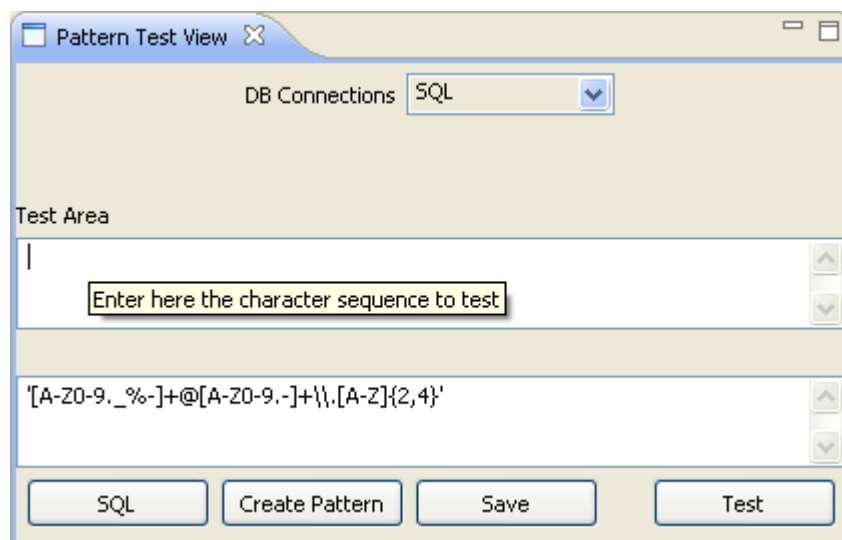 Pattern Test View
DB Connections SQL
Test Area
Enter here the character sequence to test
'[A-Z0-9._%-]+@[A-Z0-9.-]+\\.[A-Z]{2,4}'
SQL Create Pattern Save Test